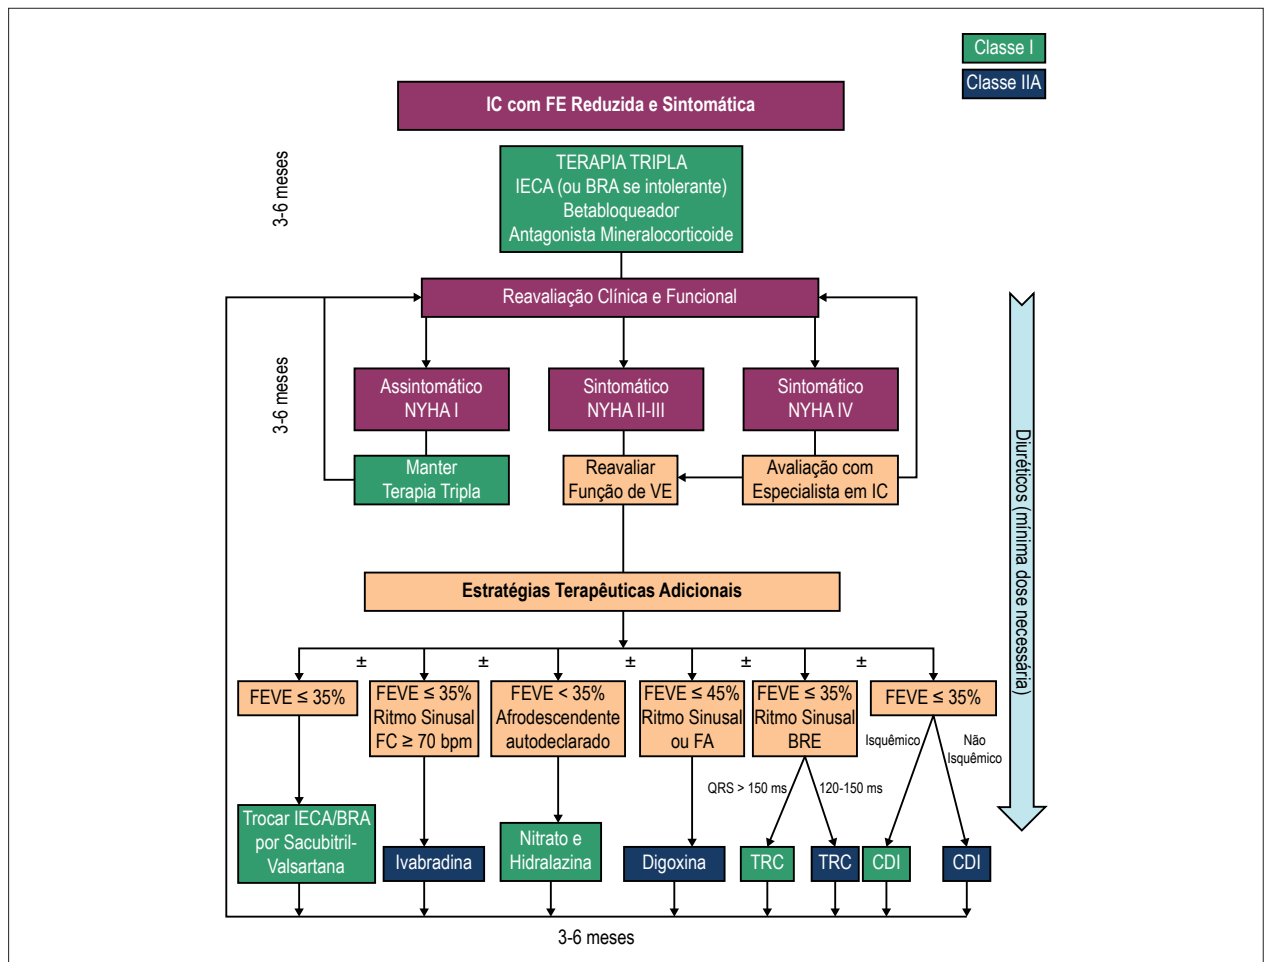 Classe I
Classe IIA
IC com FE Reduzida e Sintomática
3-6 meses
TERAPIA TRIPLA
IECA (ou BRA se intolerante)
Betabloqueador
Antagonista Mineralocorticoide
Reavaliação Clínica e Funcional
3-6 meses
Assintomático
NYHA I
Sintomático
NYHA II-III
Sintomático
NYHA IV
Manter
Terapia Tripla
Reavaliar
Função de VE
Avaliação com
Especialista em IC
Diuréticos (mínima dose necessária)
Estratégias Terapêuticas Adicionais
± ± ± ± ±
FEVE ≤ 35%
FEVE ≤ 35%
Ritmo Sinusal
FC ≥ 70 bpm
FEVE < 35%
Afrodescendente
autodeclarado
FEVE ≤ 45%
Ritmo Sinusal
ou FA
FEVE ≤ 35%
Ritmo Sinusal
BRE
FEVE ≤ 35%
Isquêmico
Não
Isquêmico
QRS > 150 ms
120-150 ms
Trocar IECA/BRA
por Sacubitril-
Valsartana
Ivabradina
Nitrato e
Hidralazina
Digoxina
TRC
TRC
CDI
CDI
3-6 meses